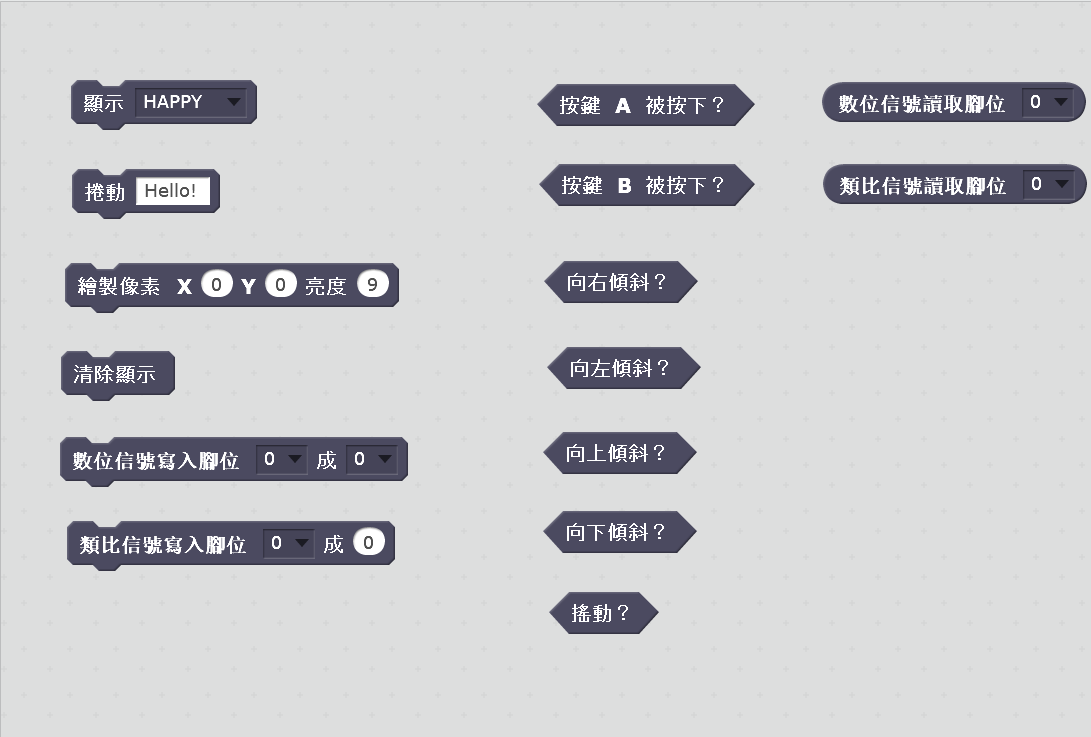 顯示 HAPPY
捲動 Hello!
繪製像素 X 0 Y 0 亮度 9
清除顯示
數位信號寫入腳位 0 成 0
類比信號寫入腳位 0 成 0
按鍵 A 被按下？
按鍵 B 被按下？
向右傾斜？
向左傾斜？
向上傾斜？
向下傾斜？
搖動？
數位信號讀取腳位 0
類比信號讀取腳位 0